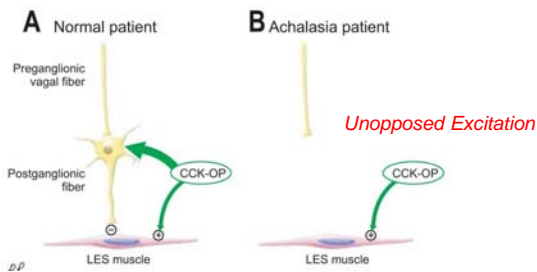 A Normal patient
Preganglionic
vagal fiber
Postganglionic
fiber
CCK-OP
−
+
LES muscle
B Achalasia patient
Unopposed Excitation
CCK-OP
+
LES muscle